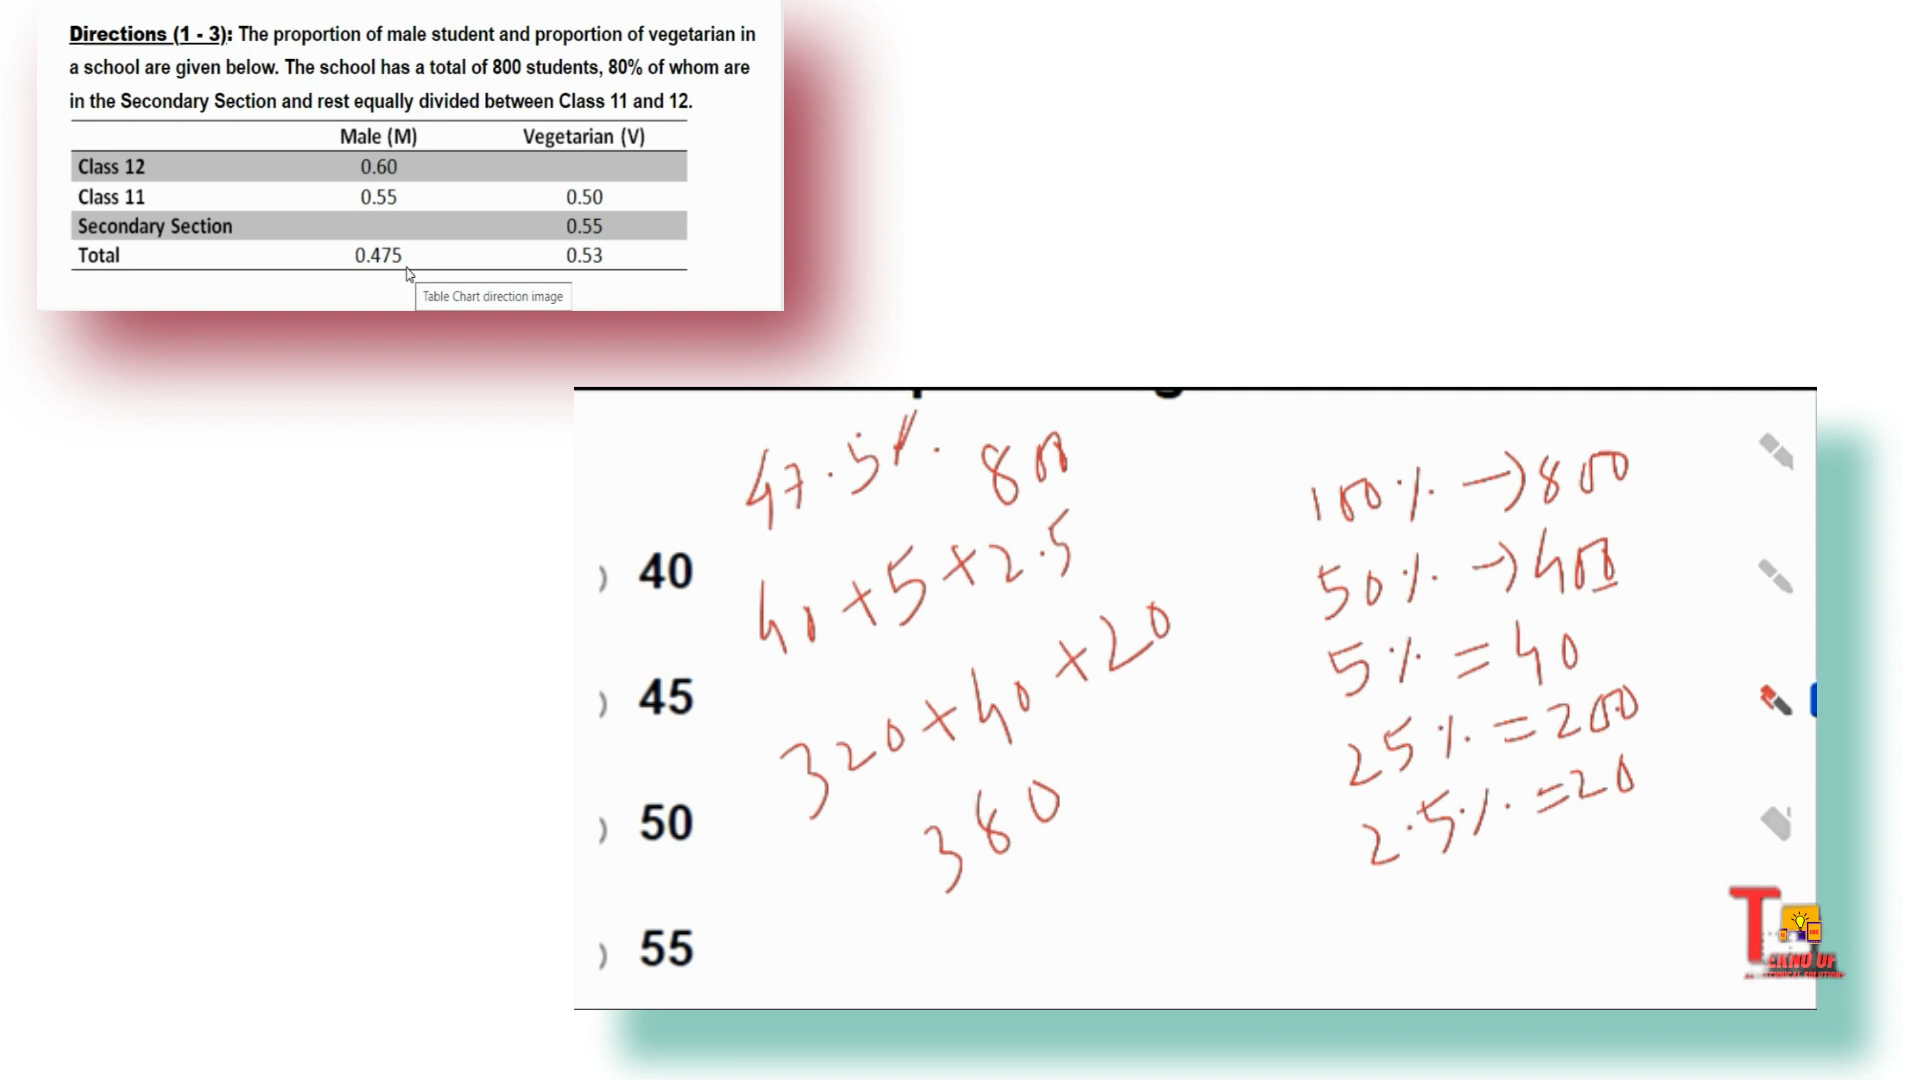 Directions (1 - 3): The proportion of male student and proportion of vegetarian in
a school are given below. The school has a total of 800 students, 80% of whom are
in the Secondary Section and rest equally divided between Class 11 and 12.
Male (M) Vegetarian (V)
Class 12 0.60
Class 11 0.55 0.50
Secondary Section 0.55
Total 0.475 0.53
Table Chart direction image
47.5% 800
40+5+2.5
320+40+20
380
100% → 800
50% → 400
5% = 40
25% = 200
2.5% = 20
) 40
) 45
) 50
) 55